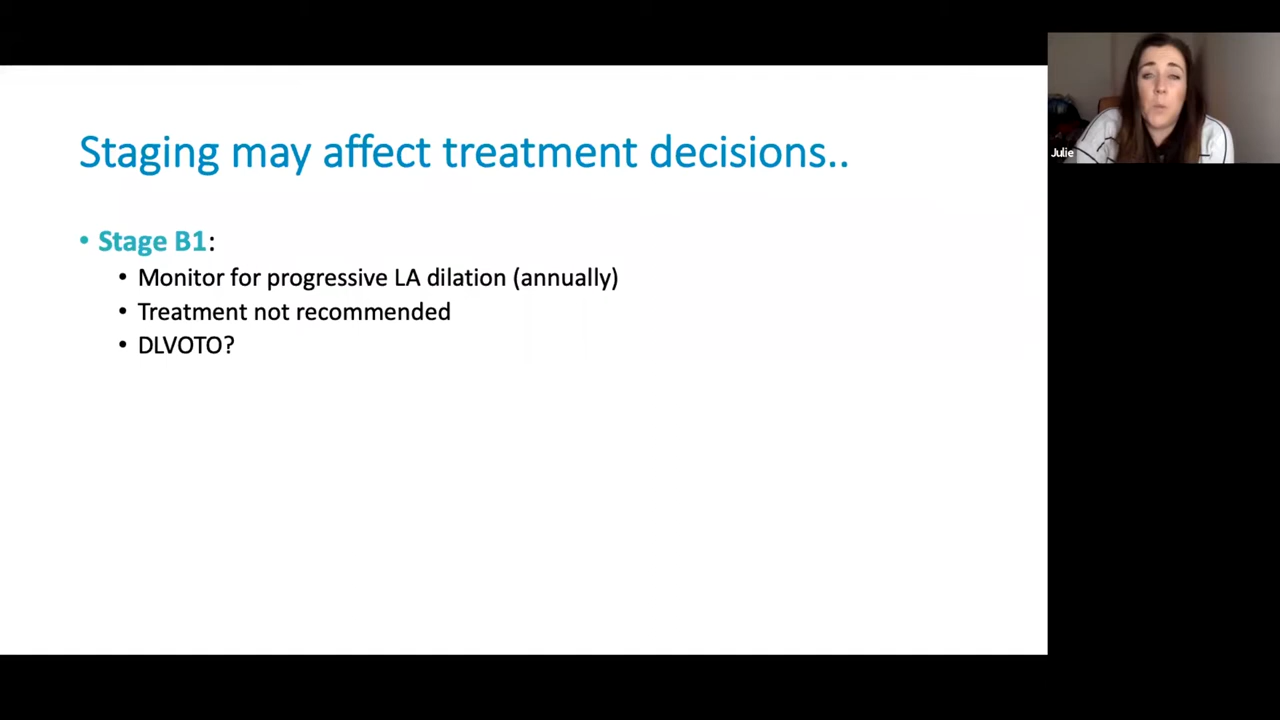 Staging may affect treatment decisions..
• Stage B1:
• Monitor for progressive LA dilation (annually)
• Treatment not recommended
• DLVOTO?
Julie